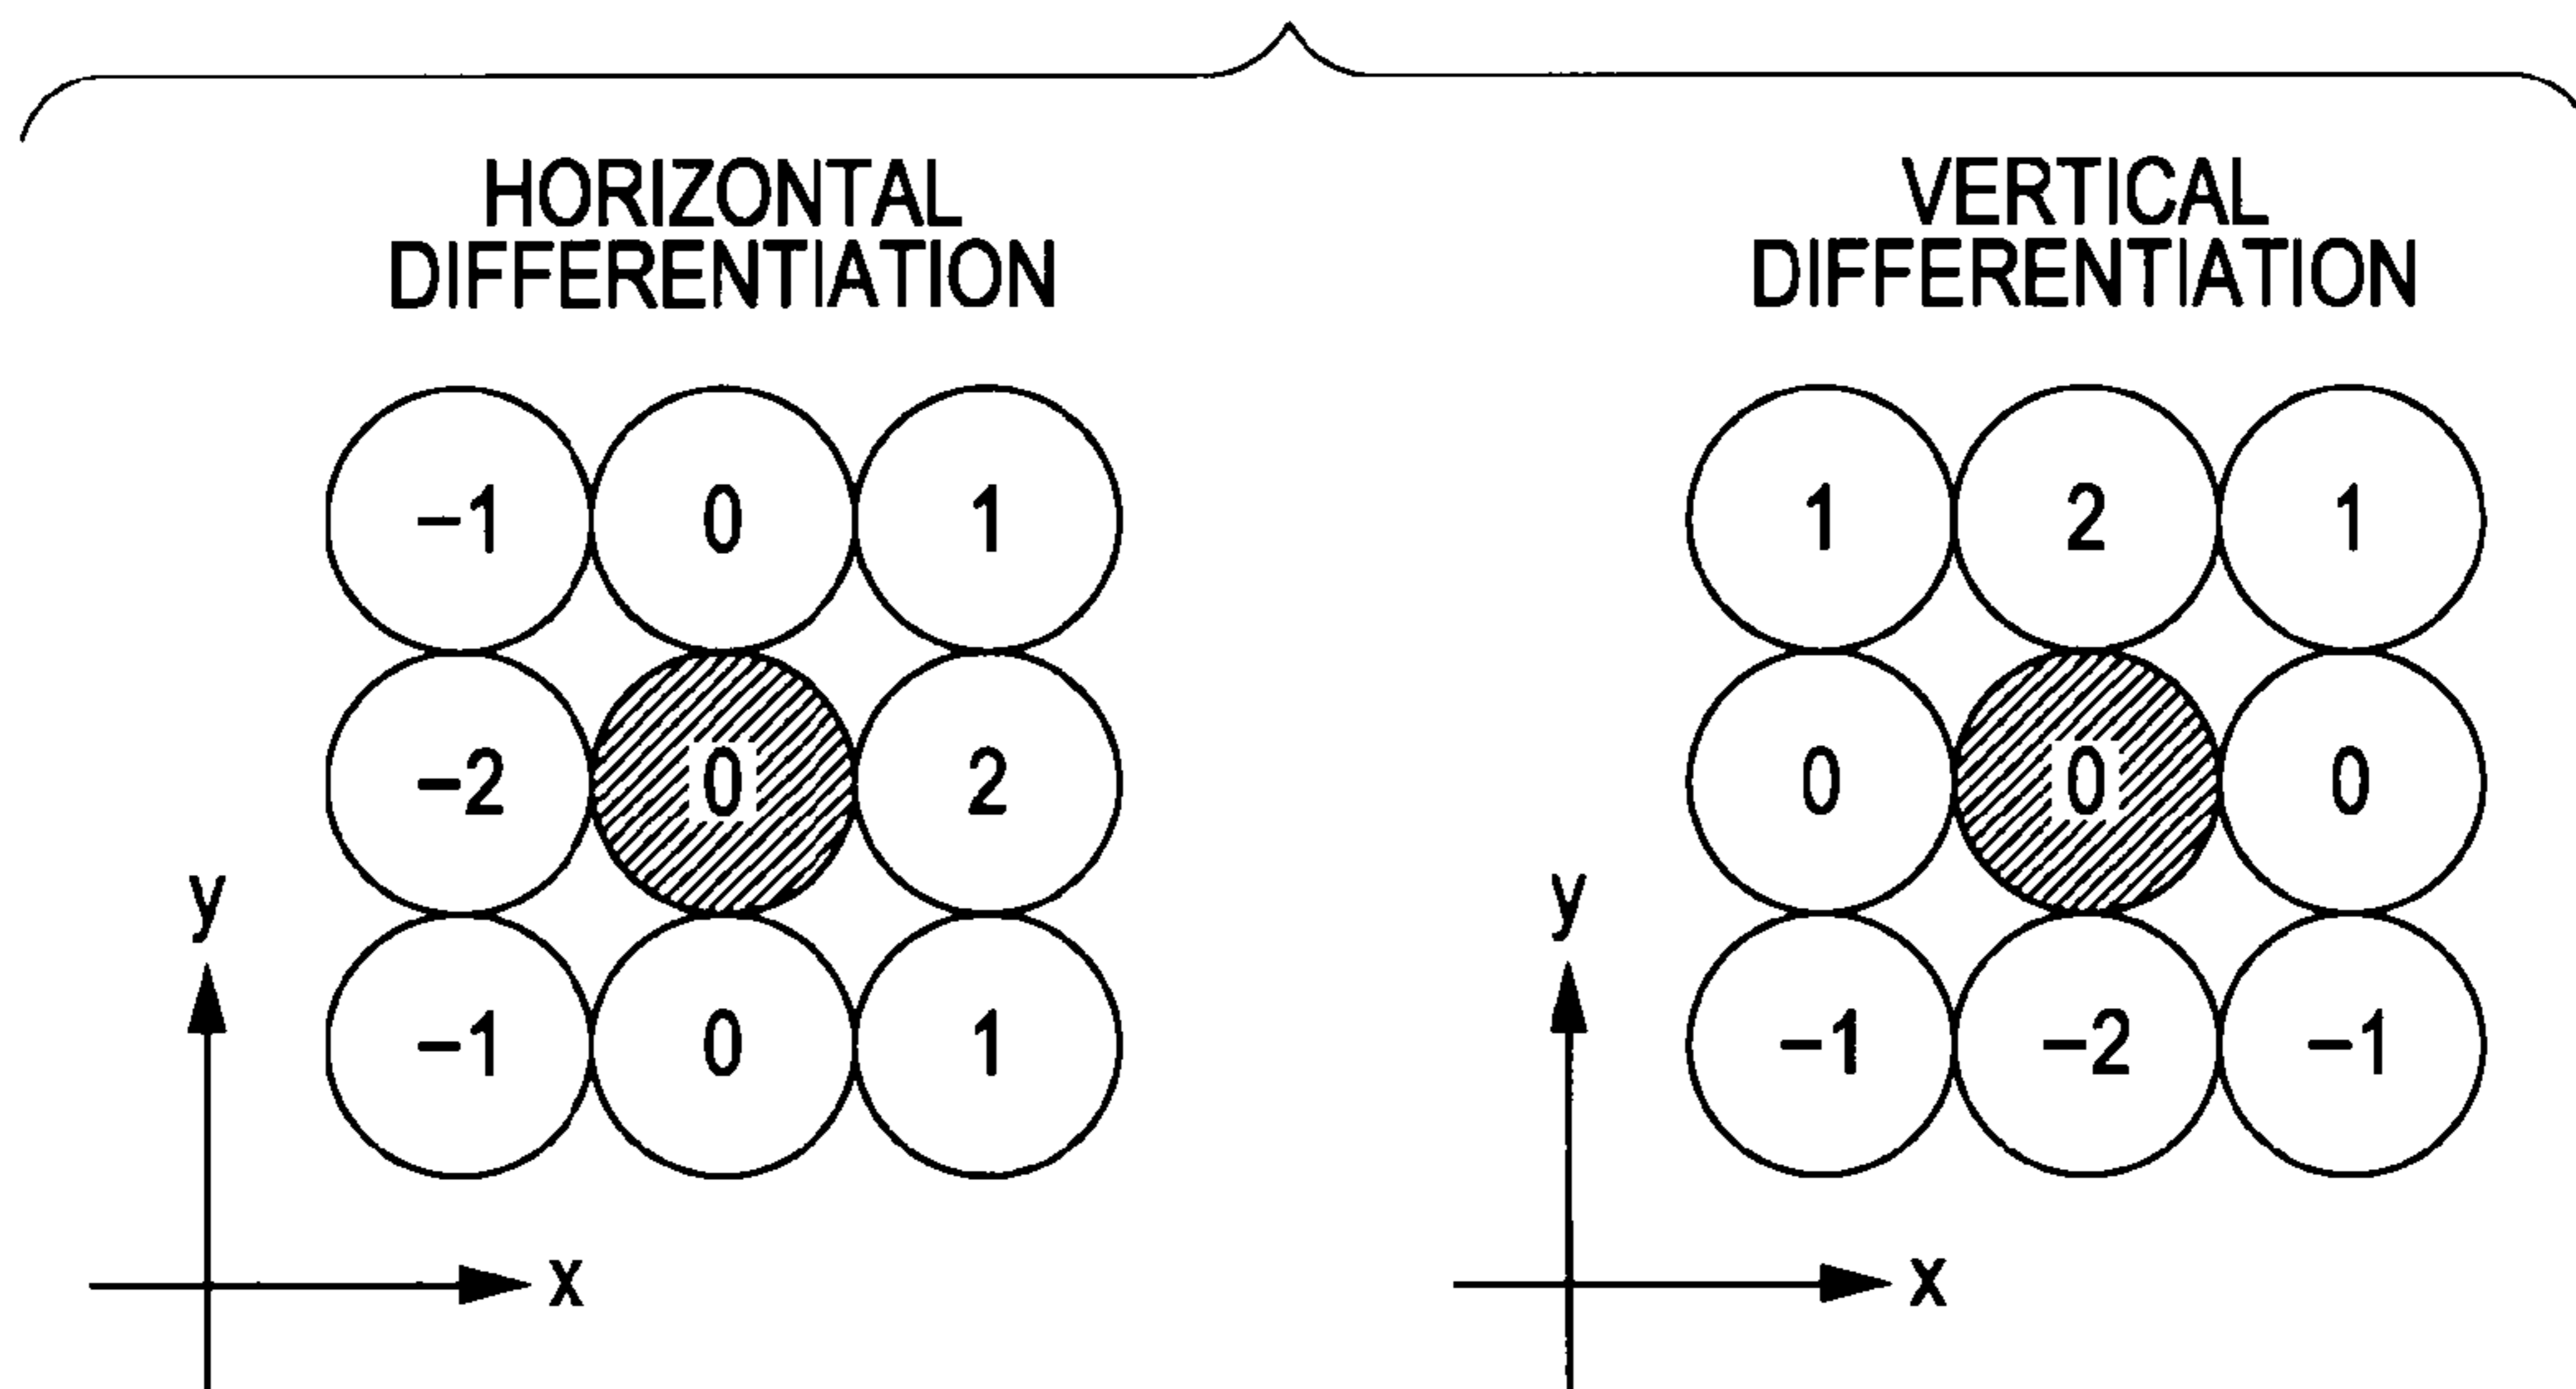 HORIZONTAL
DIFFERENTIATION
−1 0 1
−2 0 2
−1 0 1
y
x
VERTICAL
DIFFERENTIATION
1 2 1
0 0 0
−1 −2 −1
y
x